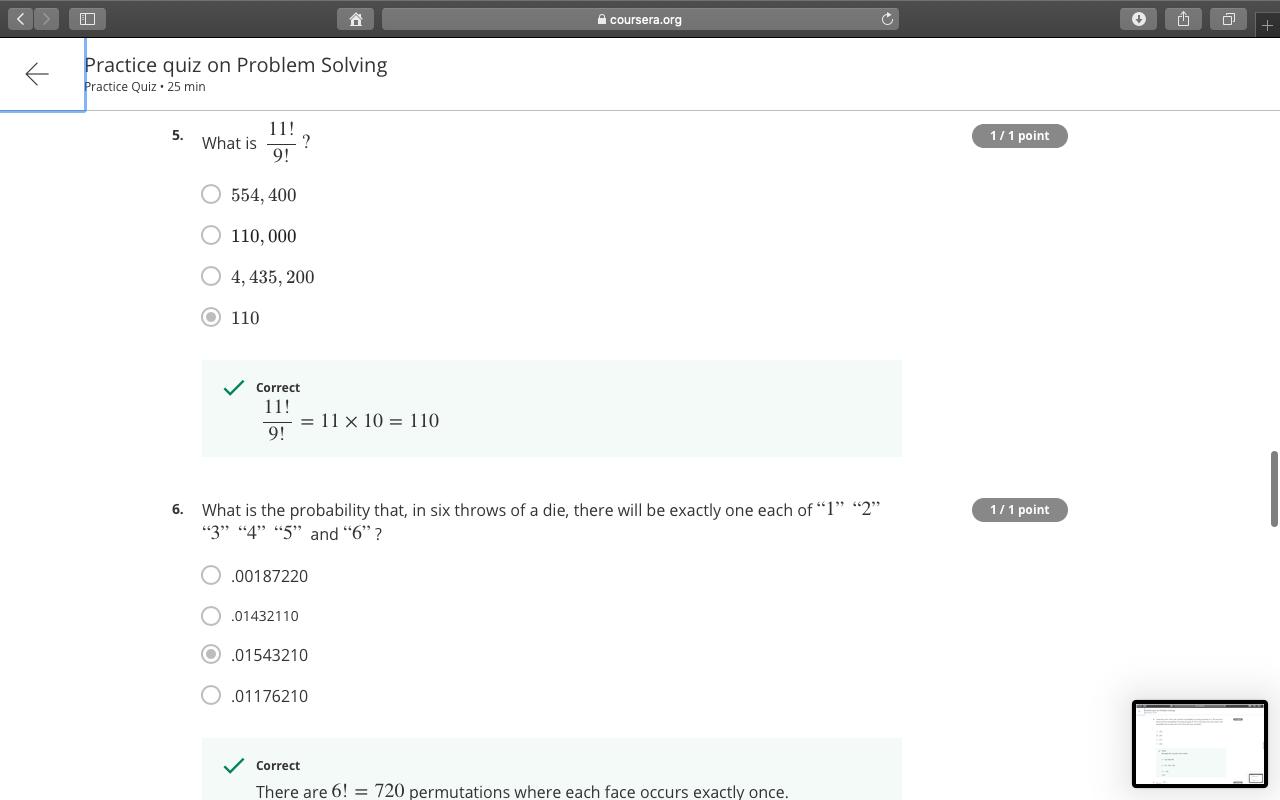 coursera.org
Practice quiz on Problem Solving
Practice Quiz • 25 min
5. What is 11!/9! ?
1 / 1 point
554, 400
110, 000
4, 435, 200
110
Correct
11!/9! = 11 × 10 = 110
6. What is the probability that, in six throws of a die, there will be exactly one each of “1” “2”
1 / 1 point
“3” “4” “5” and “6” ?
.00187220
.01432110
.01543210
.01176210
Correct
There are 6! = 720 permutations where each face occurs exactly once.